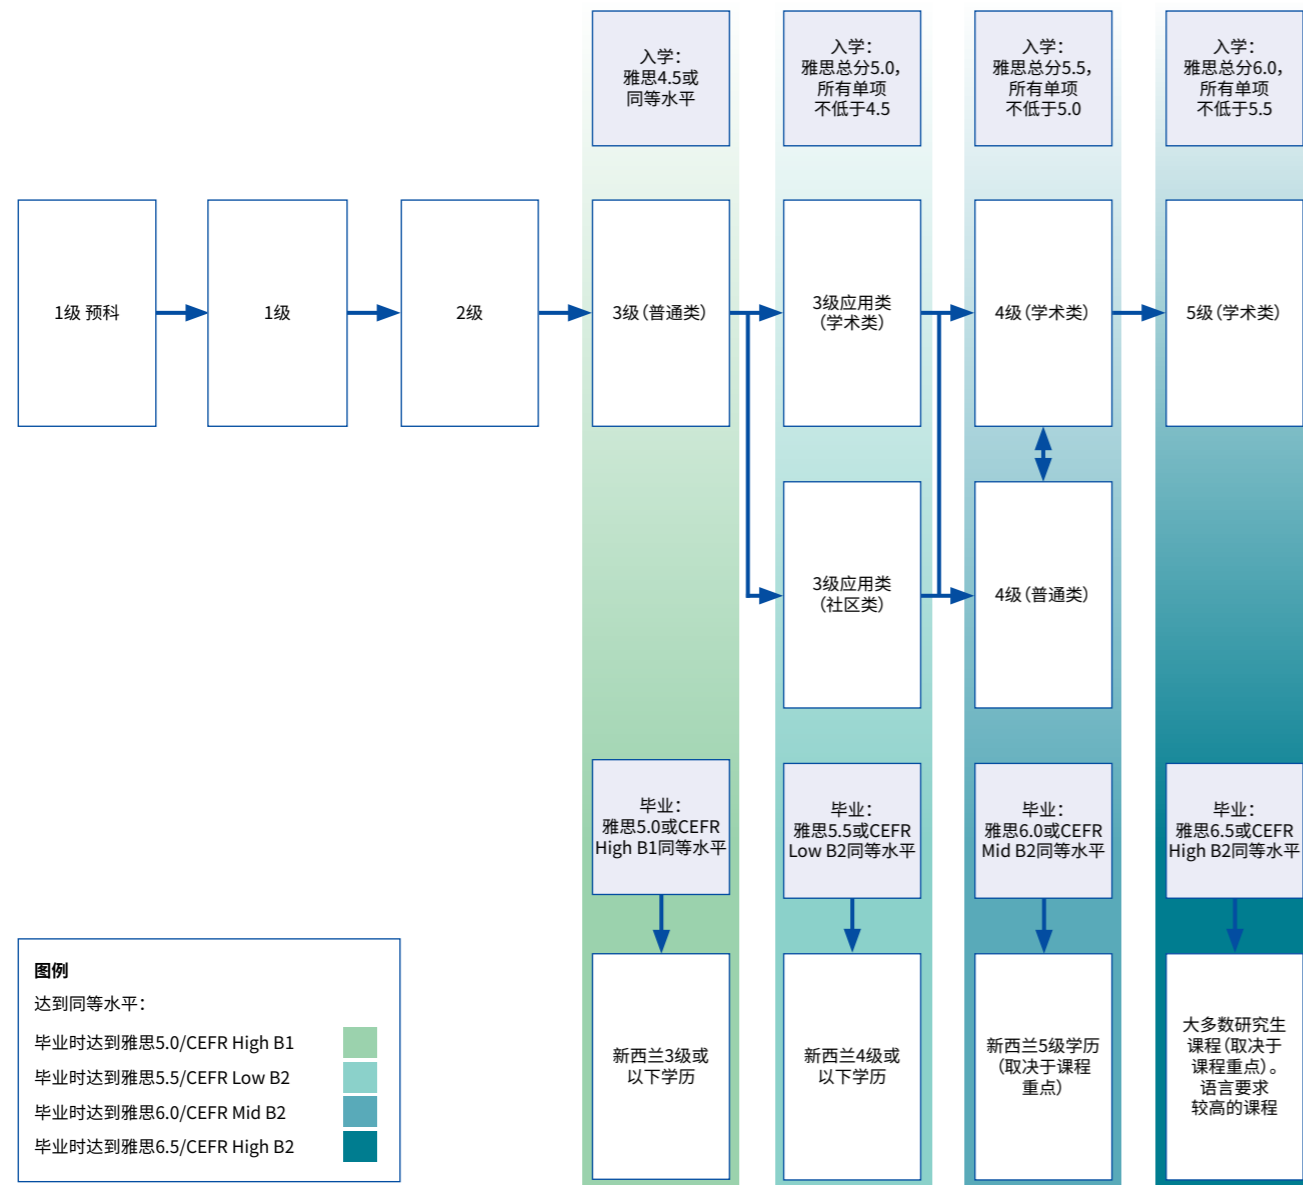 入学：
雅思4.5或
同等水平
入学：
雅思总分5.0，
所有单项
不低于4.5
入学：
雅思总分5.5，
所有单项
不低于5.0
入学：
雅思总分6.0，
所有单项
不低于5.5
1级 预科
1级
2级
3级（普通类）
3级应用类
（学术类）
4级（学术类）
5级（学术类）
3级应用类
（社区类）
4级（普通类）
毕业：
雅思5.0或CEFR
High B1同等水平
毕业：
雅思5.5或CEFR
Low B2同等水平
毕业：
雅思6.0或CEFR
Mid B2同等水平
毕业：
雅思6.5或CEFR
High B2同等水平
新西兰3级或
以下学历
新西兰4级或
以下学历
新西兰5级学历
（取决于课程
重点）
大多数研究生
课程（取决于
课程重点）。
语言要求
较高的课程
图例
达到同等水平：
毕业时达到雅思5.0/CEFR High B1
毕业时达到雅思5.5/CEFR Low B2
毕业时达到雅思6.0/CEFR Mid B2
毕业时达到雅思6.5/CEFR High B2